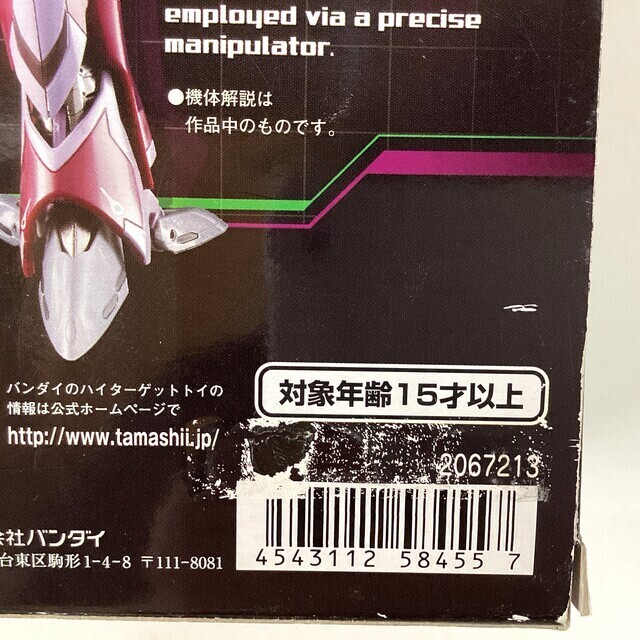 employed via a precise
manipulator.
●機体解説は
作品中のものです。
対象年齢15才以上
バンダイのハイターゲットトイの
情報は公式ホームページで
http://www.tamashii.jp/
2067213
会社バンダイ
台東区駒形1-4-8 〒111-8081
4543112 58455 7